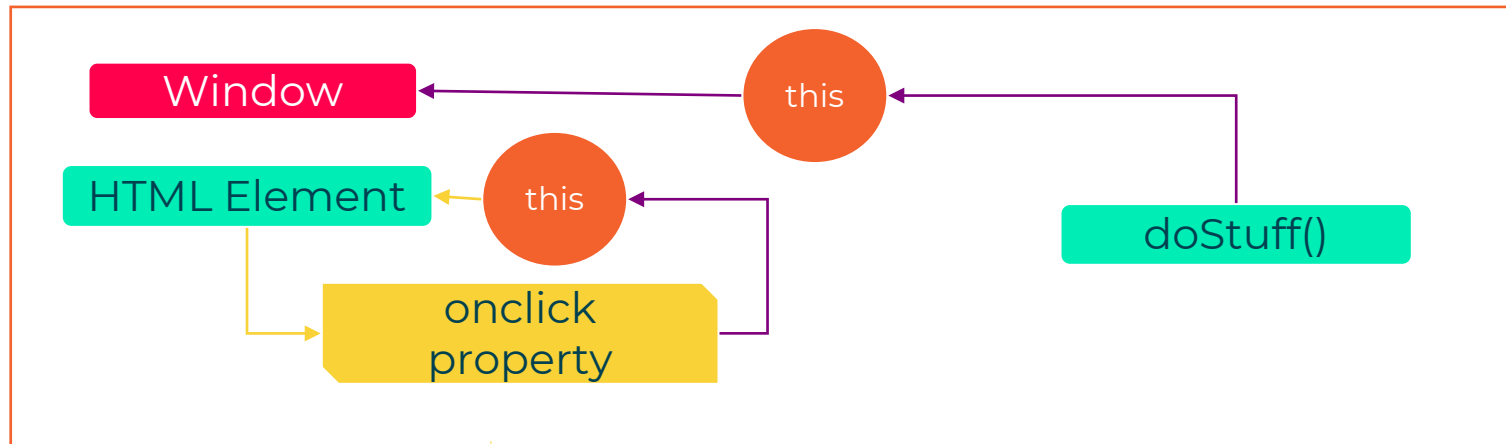 Window
this
HTML Element
this
doStuff()
onclick
property